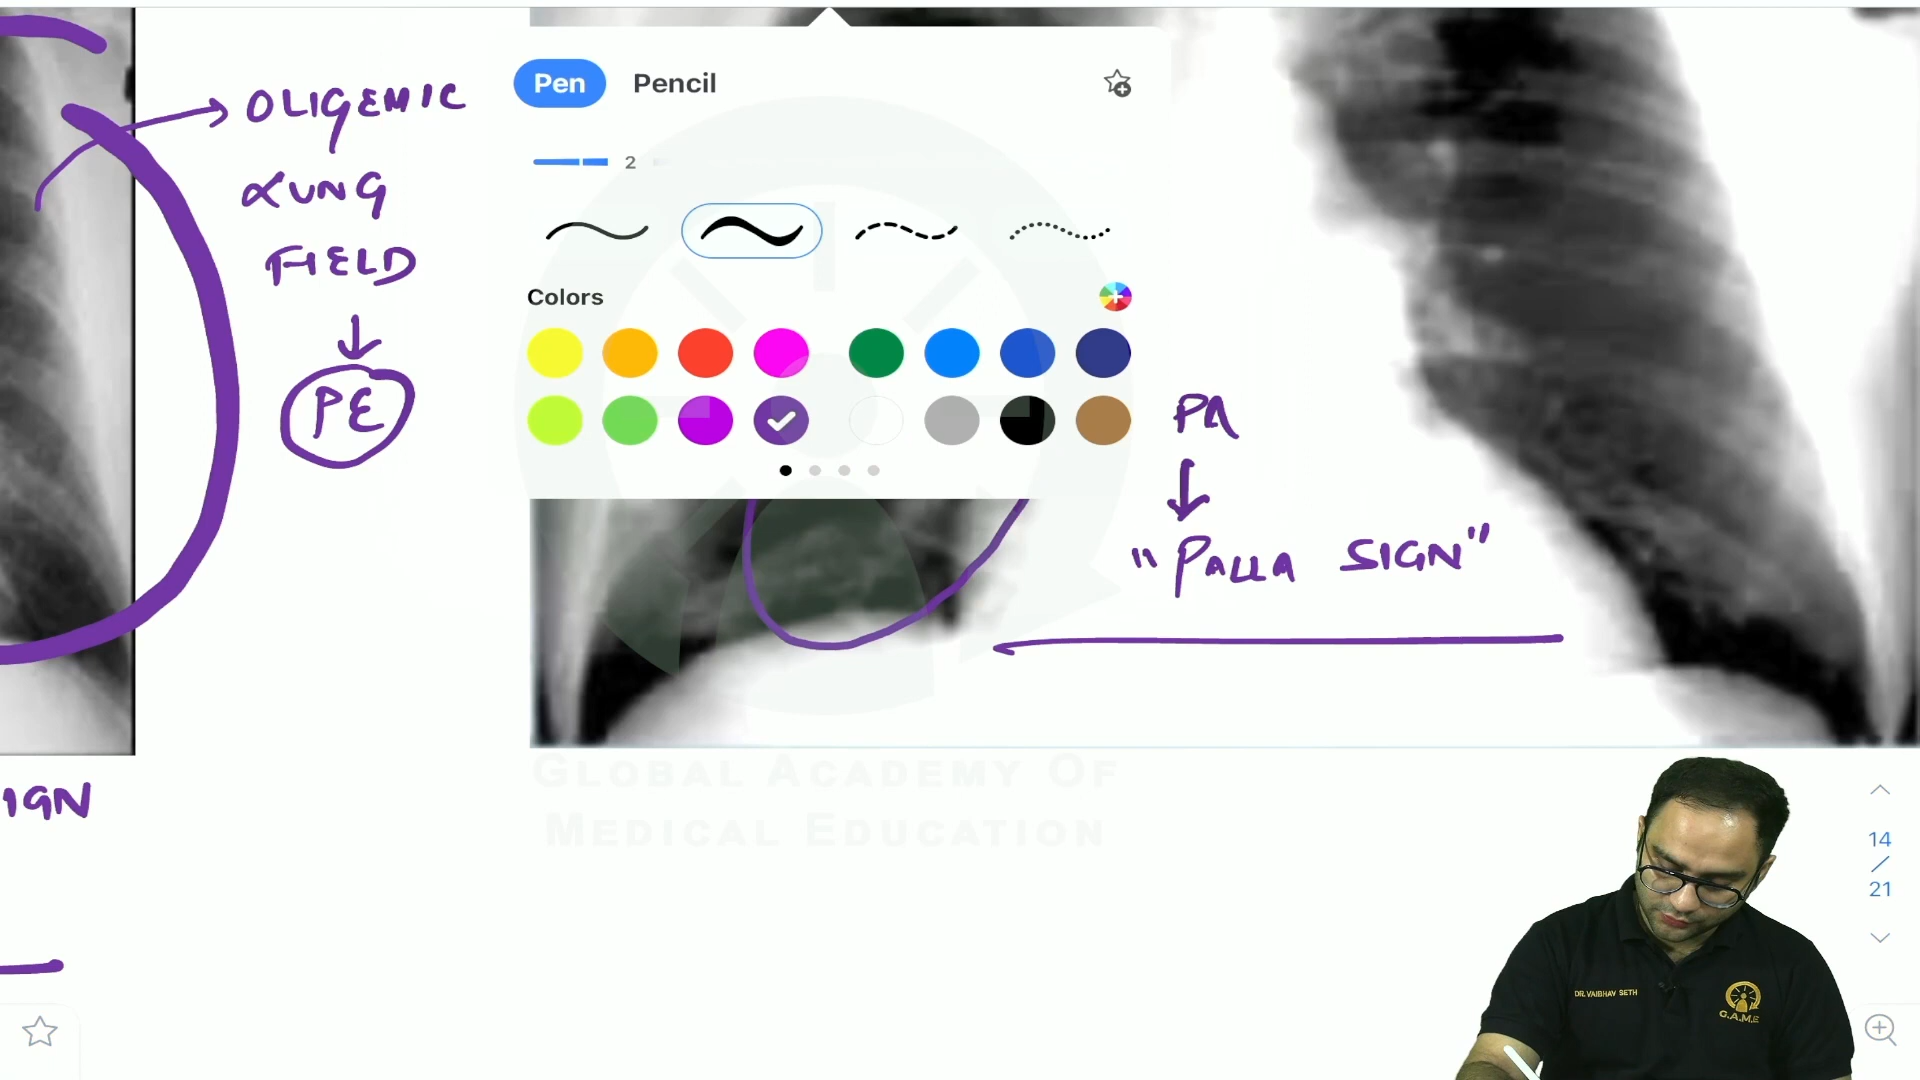 Pen Pencil
2
Colors
OLIGEMIC
LUNG
FIELD
PE
PA
"PALLA SIGN"
IGN
GLOBAL ACADEMY OF
MEDICAL EDUCATION
14
/
21
DR. VAIBHAV SETH
G.A.M.E